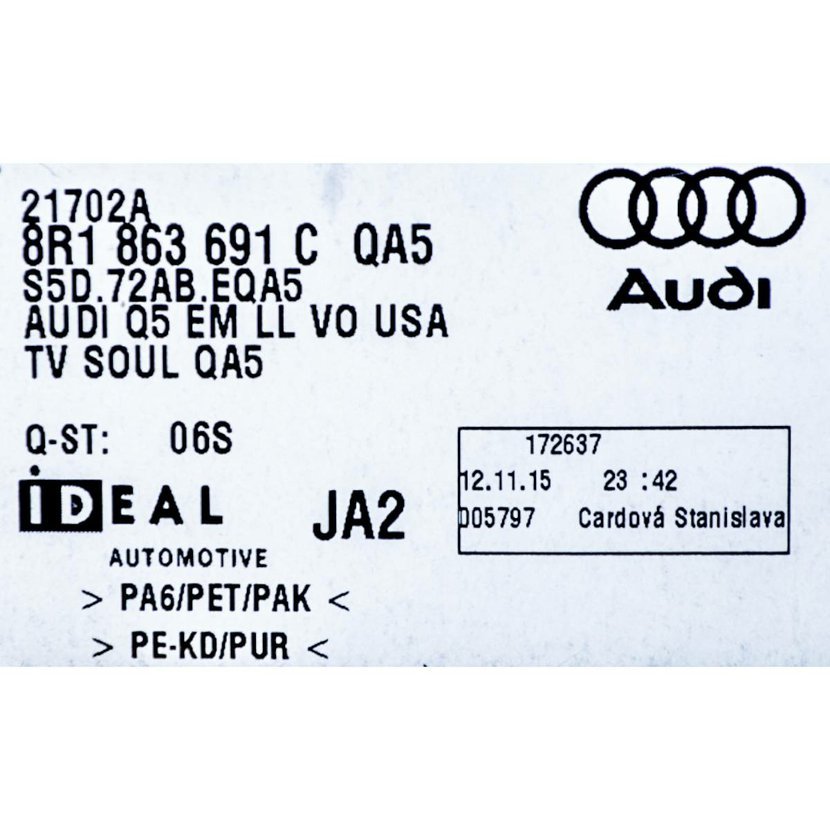 21702A
8R1 863 691 C QA5
S5D.72AB.EQA5
AUDI Q5 EM LL VO USA
TV SOUL QA5
Audi
Q-ST: 06S
172637
12.11.15 23 :42
005797 Cardová Stanislava
iDEAL
AUTOMOTIVE
JA2
> PA6/PET/PAK <
> PE-KD/PUR <